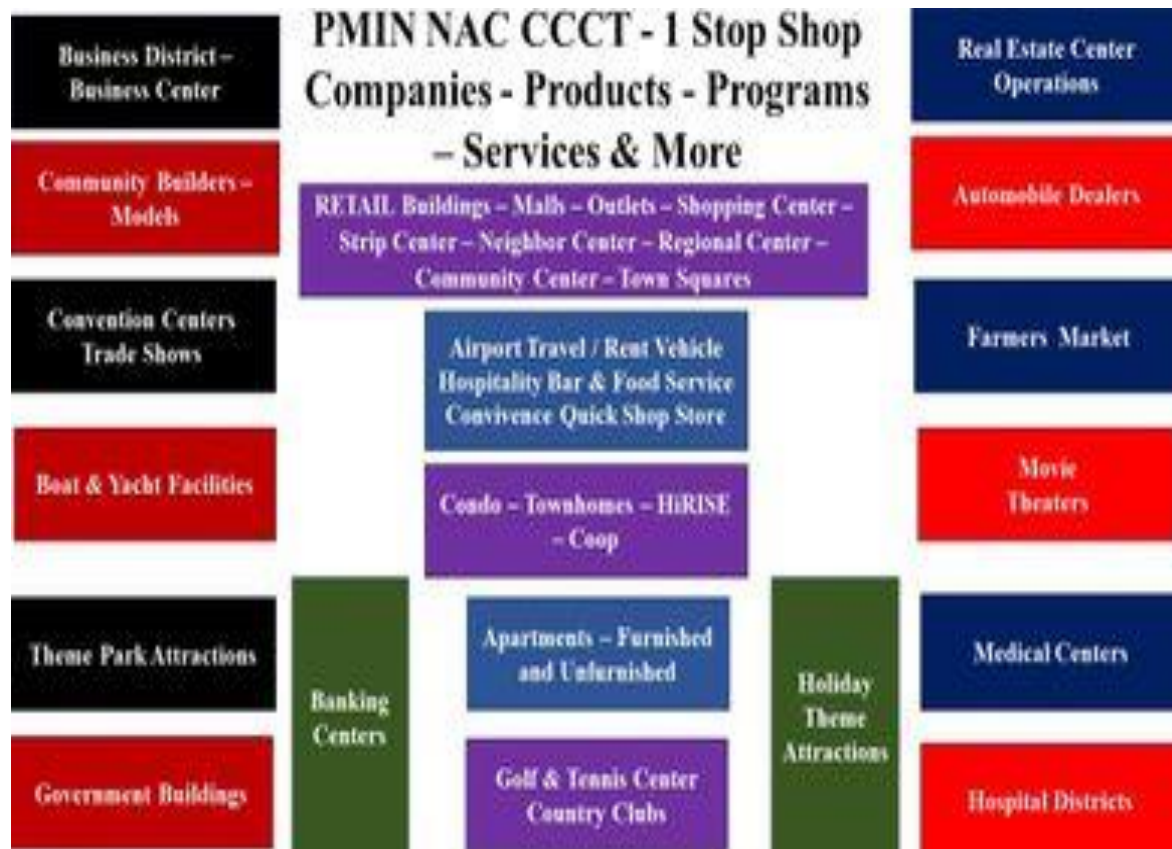 PMIN NAC CCCT - 1 Stop Shop
Companies - Products - Programs
– Services & More
Business District –
Business Center
Community Builders –
Models
Convention Centers
Trade Shows
Boat & Yacht Facilities
Theme Park Attractions
Government Buildings
RETAIL Buildings – Malls – Outlets – Shopping Center –
Strip Center – Neighbor Center – Regional Center –
Community Center – Town Squares
Airport Travel / Rent Vehicle
Hospitality Bar & Food Service
Convivence Quick Shop Store
Condo – Townhomes – HiRISE
– Coop
Banking
Centers
Apartments – Furnished
and Unfurnished
Golf & Tennis Center
Country Clubs
Holiday
Theme
Attractions
Real Estate Center
Operations
Automobile Dealers
Farmers Market
Movie
Theaters
Medical Centers
Hospital Districts